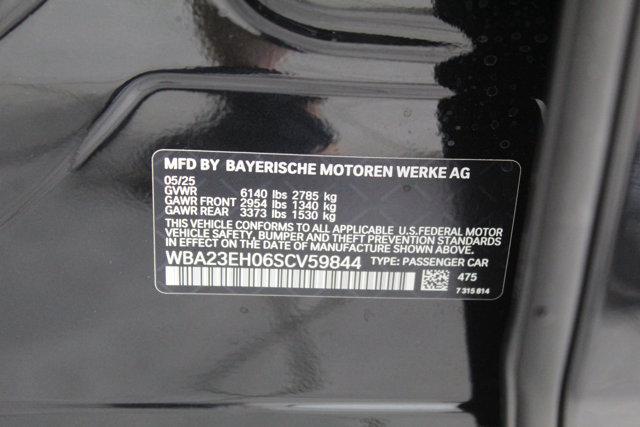 MFD BY BAYERISCHE MOTOREN WERKE AG
05/25
GVWR 6140 lbs 2785 kg
GAWR FRONT 2954 lbs 1340 kg
GAWR REAR 3373 lbs 1530 kg
THIS VEHICLE CONFORMS TO ALL APPLICABLE U.S.FEDERAL MOTOR
VEHICLE SAFETY, BUMPER, AND THEFT PREVENTION STANDARDS
IN EFFECT ON THE DATE OF MANUFACTURE SHOWN ABOVE.
WBA23EH06SCV59844 TYPE: PASSENGER CAR
475
7 315 814